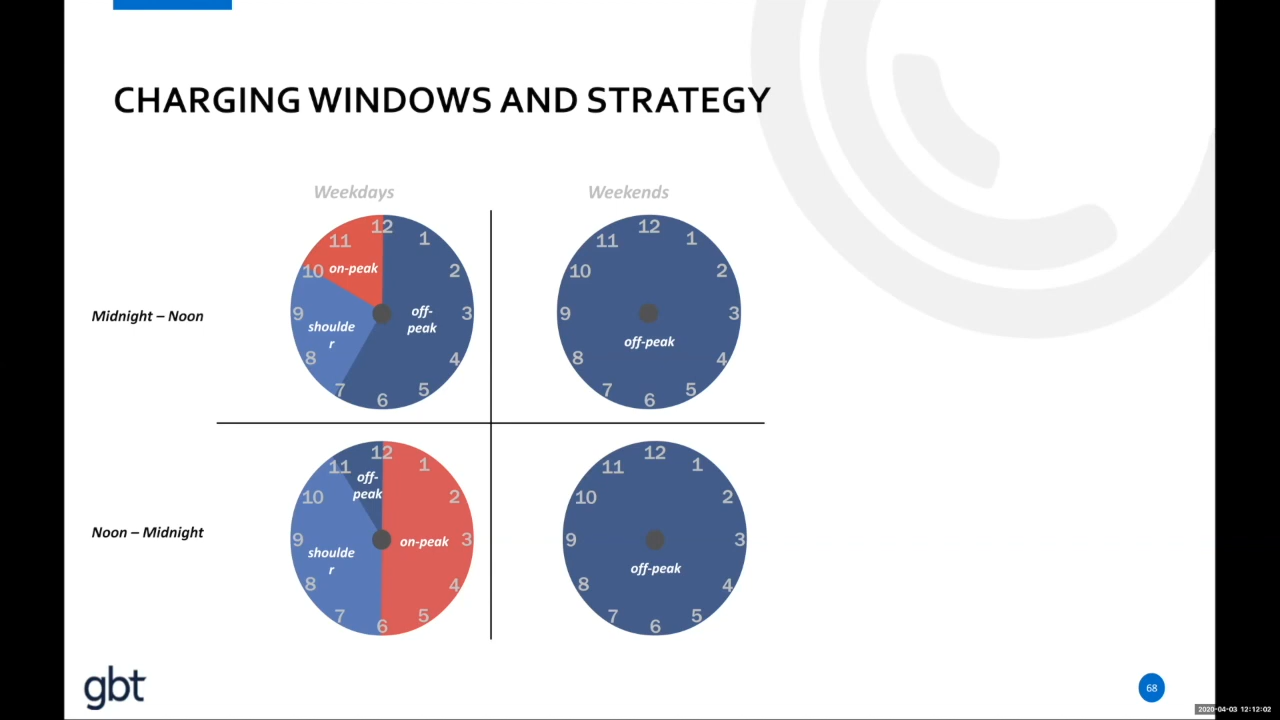 CHARGING WINDOWS AND STRATEGY
Weekdays
Weekends
Midnight – Noon
12
1
2
3
4
5
6
7
8
9
10
11
on-peak
off-
peak
shoulde
r
12
1
2
3
4
5
6
7
8
9
10
11
off-peak
Noon – Midnight
12
1
2
3
4
5
6
7
8
9
10
11
off-
peak
on-peak
shoulde
r
12
1
2
3
4
5
6
7
8
9
10
11
off-peak
gbt
68
2020-04-03 12:12:02